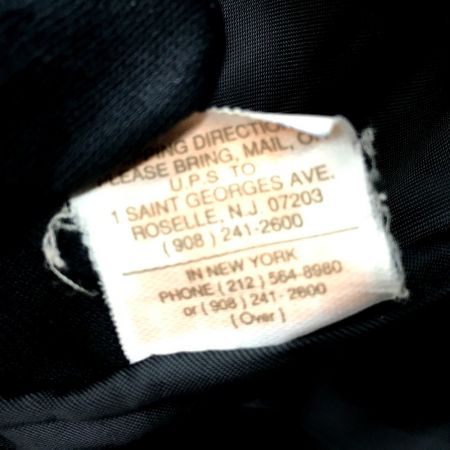 DIRECTIO
PLEASE BRING, MAIL, O
U.P.S TO
1 SAINT GEORGES AVE.
ROSELLE, N.J. 07203
(908) 241-2600
IN NEW YORK
PHONE (212) 564-8980
or (908) 241-2600
(Over)